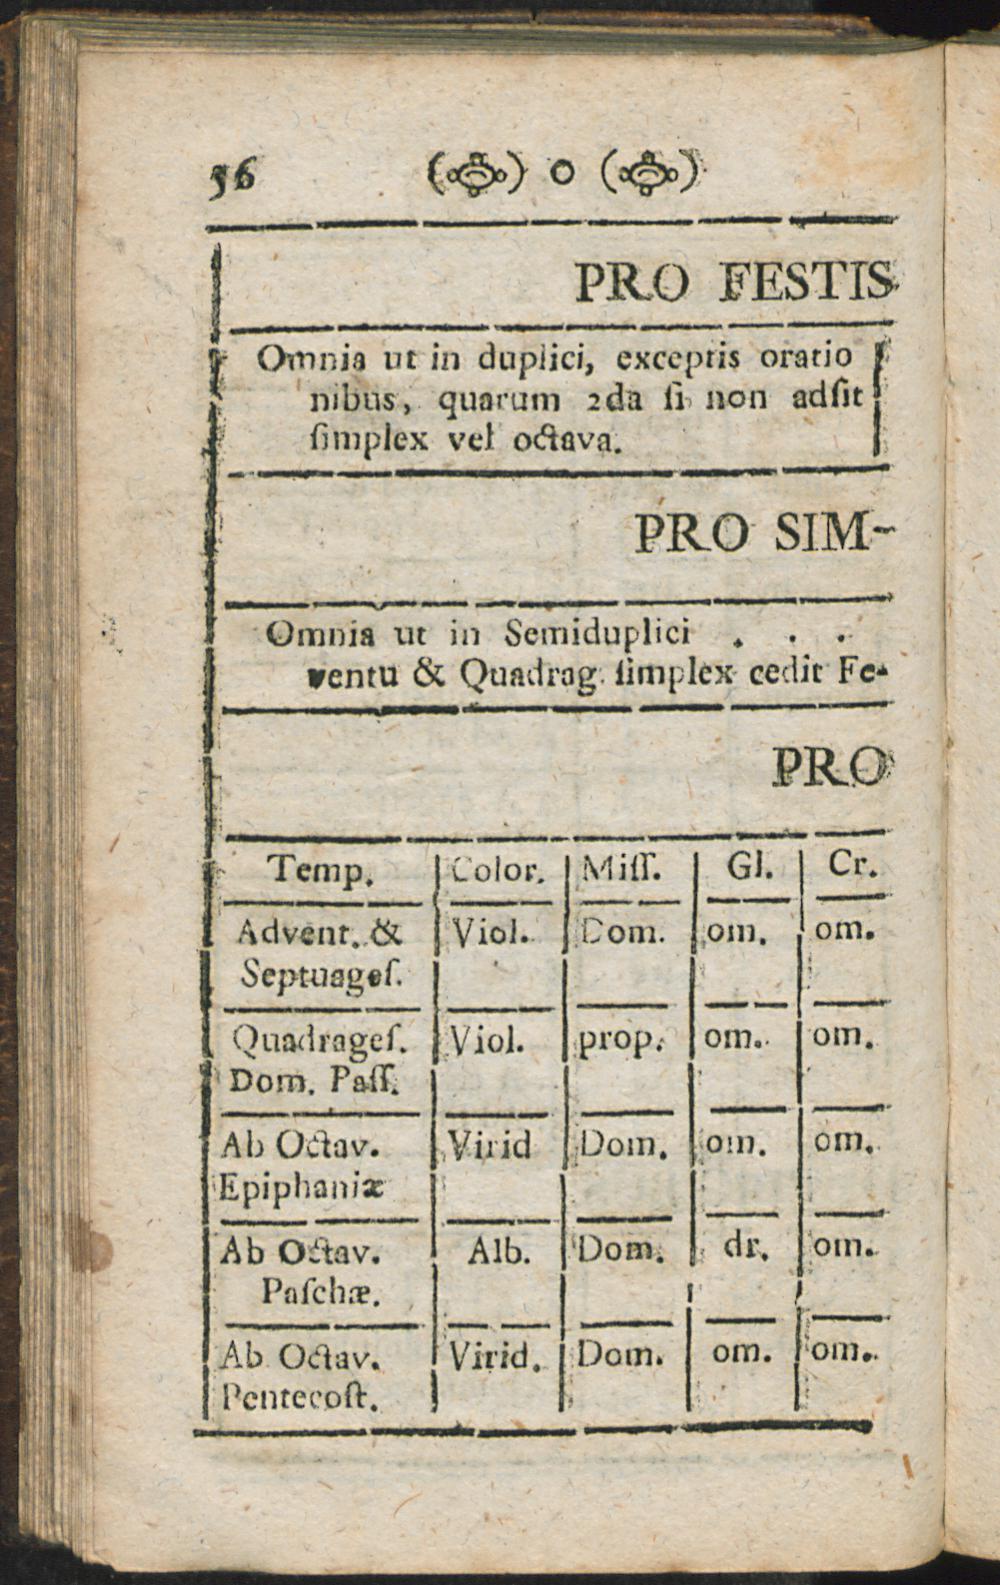 56 (⁂) o (⁂)
PRO FESTIS
Omnia ut in duplici, exceptis oratio
nibus, quarum 2da ſi non adſit
ſimplex vel octava.
PRO SIM-
Omnia ut in Semiduplici . . .
ventu & Quadrag. ſimplex cedit Fe-
PRO
Temp. Color. Miſſ. Gl. Cr.
Advent. & Viol. Dom. om. om.
Septuageſ.
Quadrageſ. Viol. prop. om. om.
Dom. Paſſ.
Ab Octav. Virid Dom. om. om.
Epiphaniæ
Ab Octav. Alb. Dom. dr. om.
Paſchæ.
Ab Octav. Virid. Dom. om. om.
Pentecoſt.